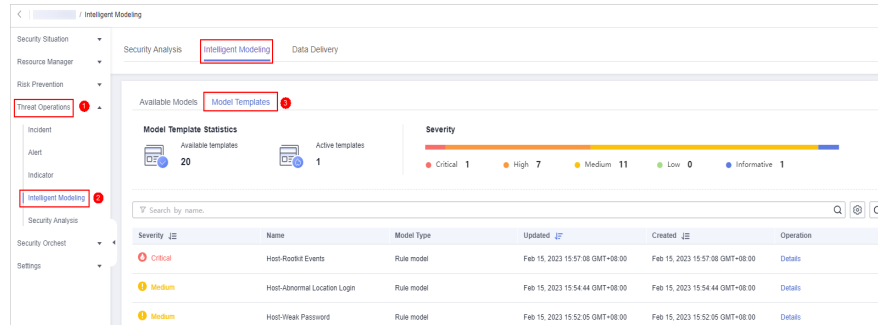 / Intelligent Modeling
Security Situation
Resource Manager
Risk Prevention
Threat Operations 1
Incident
Alert
Indicator
Intelligent Modeling 2
Security Analysis
Security Orchest
Settings
Security Analysis Intelligent Modeling Data Delivery
Available Models Model Templates 3
Model Template Statistics
Available templates
20
Active templates
1
Severity
Critical 1 High 7 Medium 11 Low 0 Informative 1
Search by name.
Severity Name Model Type Updated Created Operation
Critical Host-Rootkit Events Rule model Feb 15, 2023 15:57:08 GMT+08:00 Feb 15, 2023 15:57:08 GMT+08:00 Details
Medium Host-Abnormal Location Login Rule model Feb 15, 2023 15:54:44 GMT+08:00 Feb 15, 2023 15:54:44 GMT+08:00 Details
Medium Host-Weak Password Rule model Feb 15, 2023 15:52:05 GMT+08:00 Feb 15, 2023 15:52:05 GMT+08:00 Details